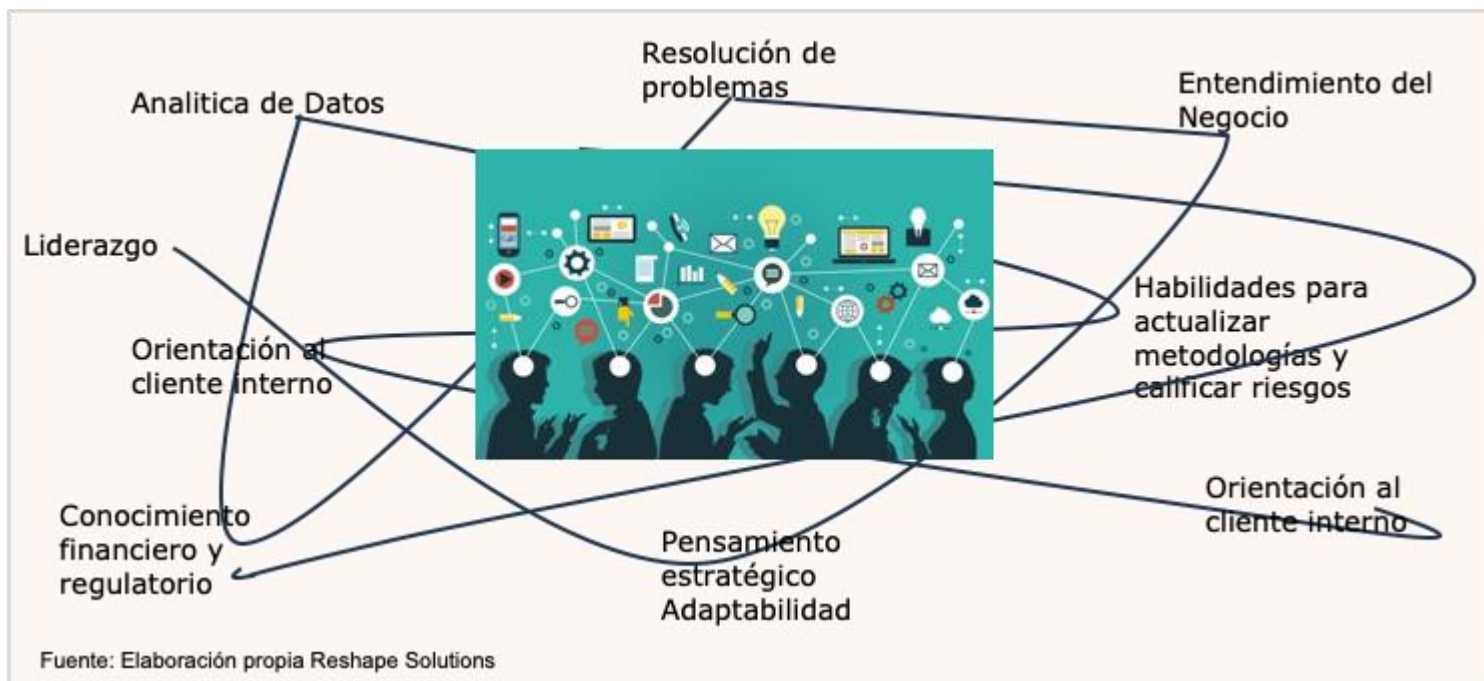 Resolución de
problemas
Analitica de Datos
Entendimiento del
Negocio
Liderazgo
Habilidades para
actualizar
metodologías y
calificar riesgos
Orientación al
cliente interno
Orientación al
cliente interno
Conocimiento
financiero y
regulatorio
Pensamiento
estratégico
Adaptabilidad
Fuente: Elaboración propia Reshape Solutions